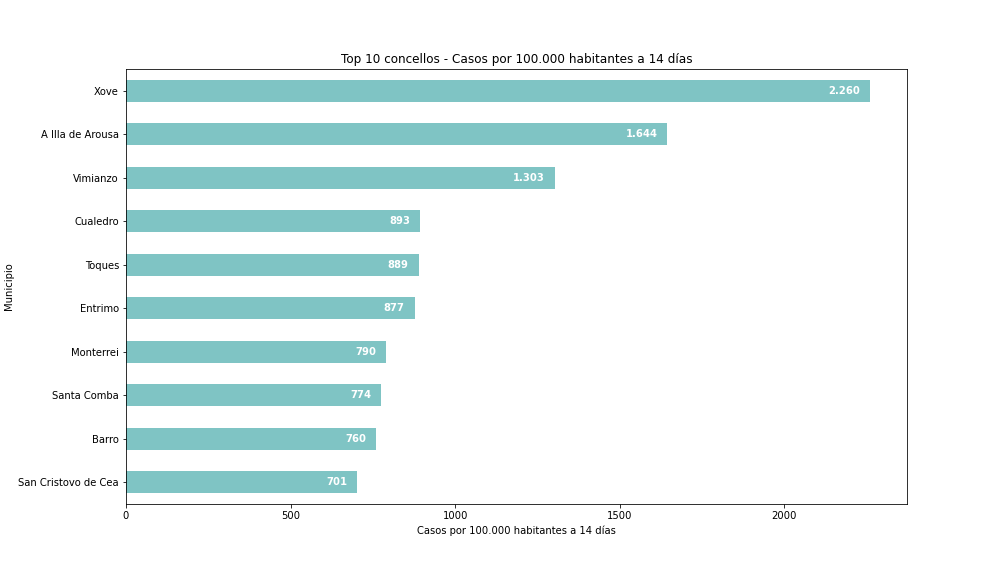 Top 10 concellos - Casos por 100.000 habitantes a 14 días
Municipio
Xove 2.260
A Illa de Arousa 1.644
Vimianzo 1.303
Cualedro 893
Toques 889
Entrimo 877
Monterrei 790
Santa Comba 774
Barro 760
San Cristovo de Cea 701
0 500 1000 1500 2000
Casos por 100.000 habitantes a 14 días